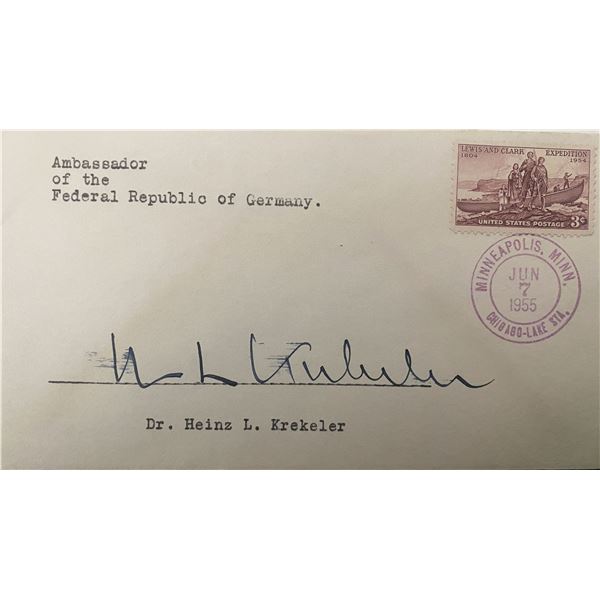 Ambassador
of the
Federal Republic of Germany.
LEWIS AND CLARK EXPEDITION
1804 1954
UNITED STATES POSTAGE 3¢
MINNEAPOLIS, MINN.
JUN
7
1955
CHICAGO-LAKE STA.
H L Krekeler
Dr. Heinz L. Krekeler